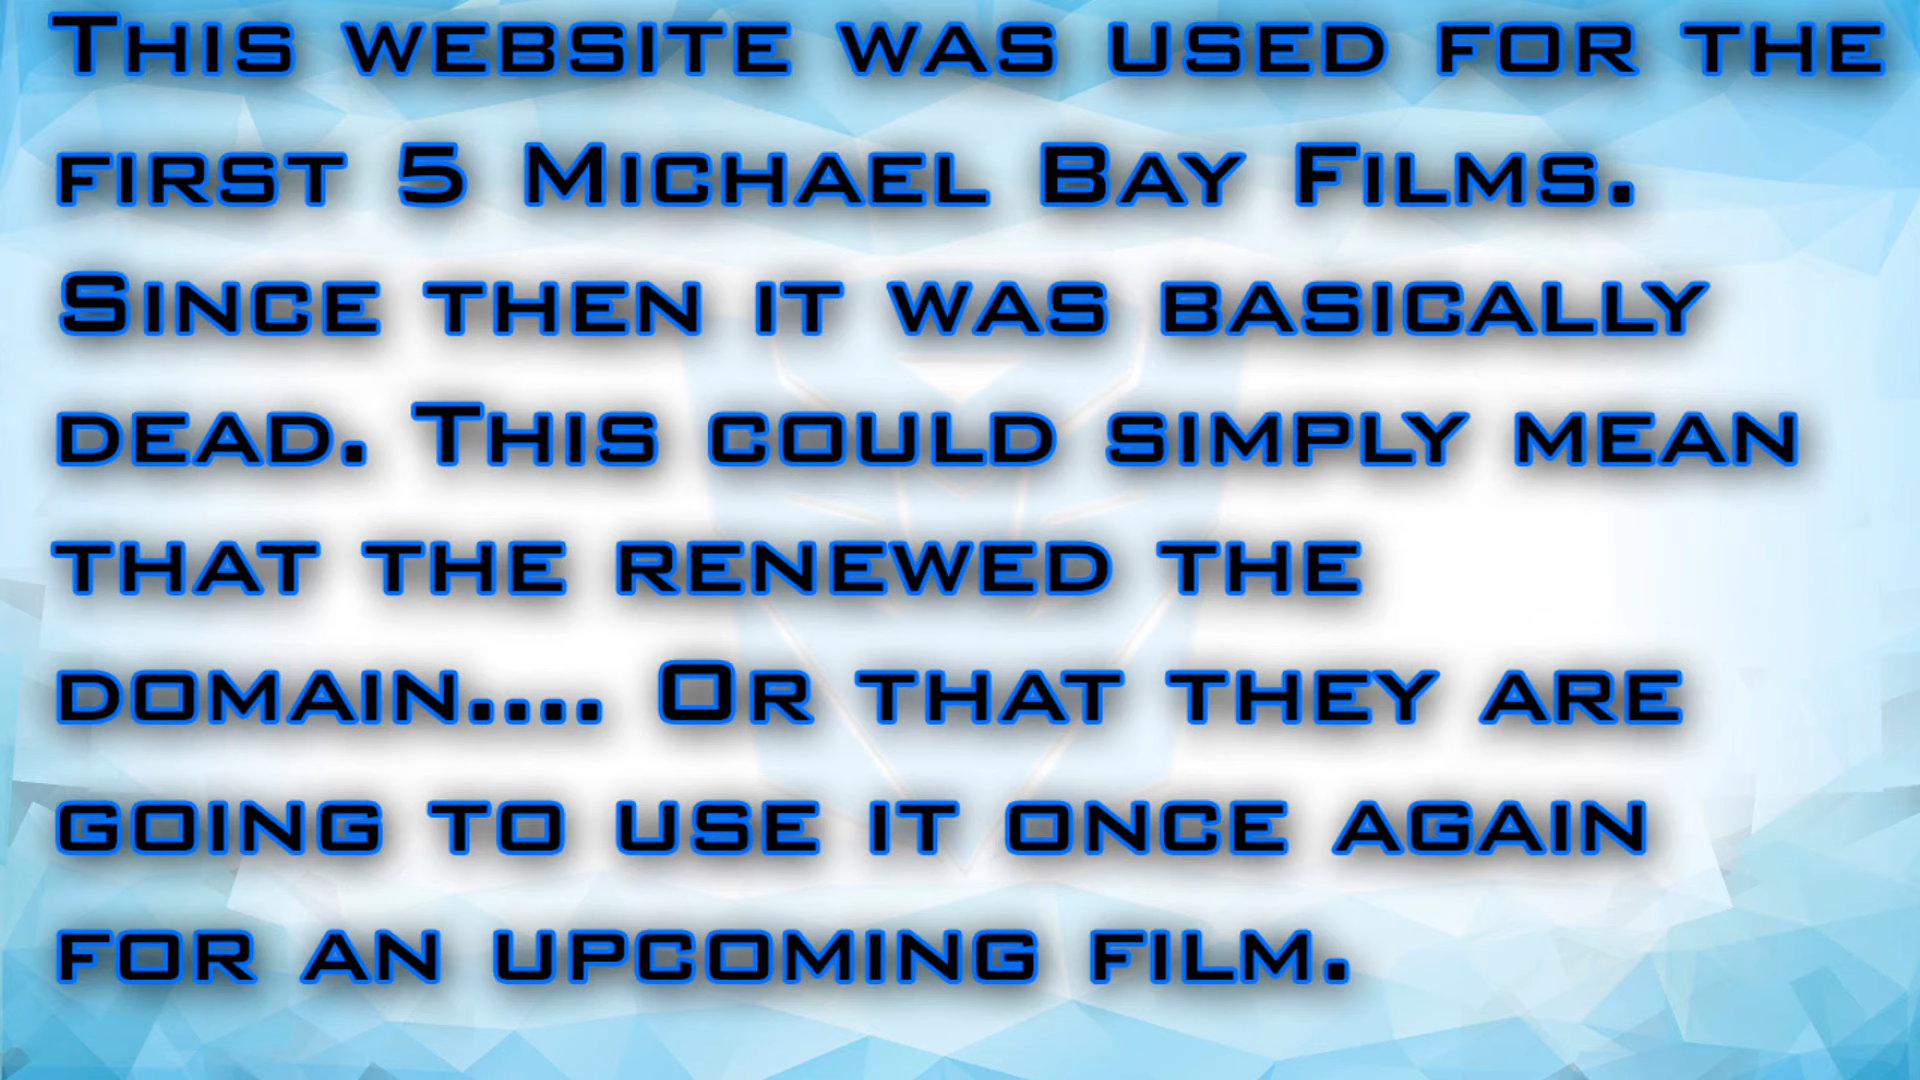 This website was used for the
first 5 Michael Bay Films.
Since then it was basically
dead. This could simply mean
that the renewed the
domain.... Or that they are
going to use it once again
for an upcoming film.